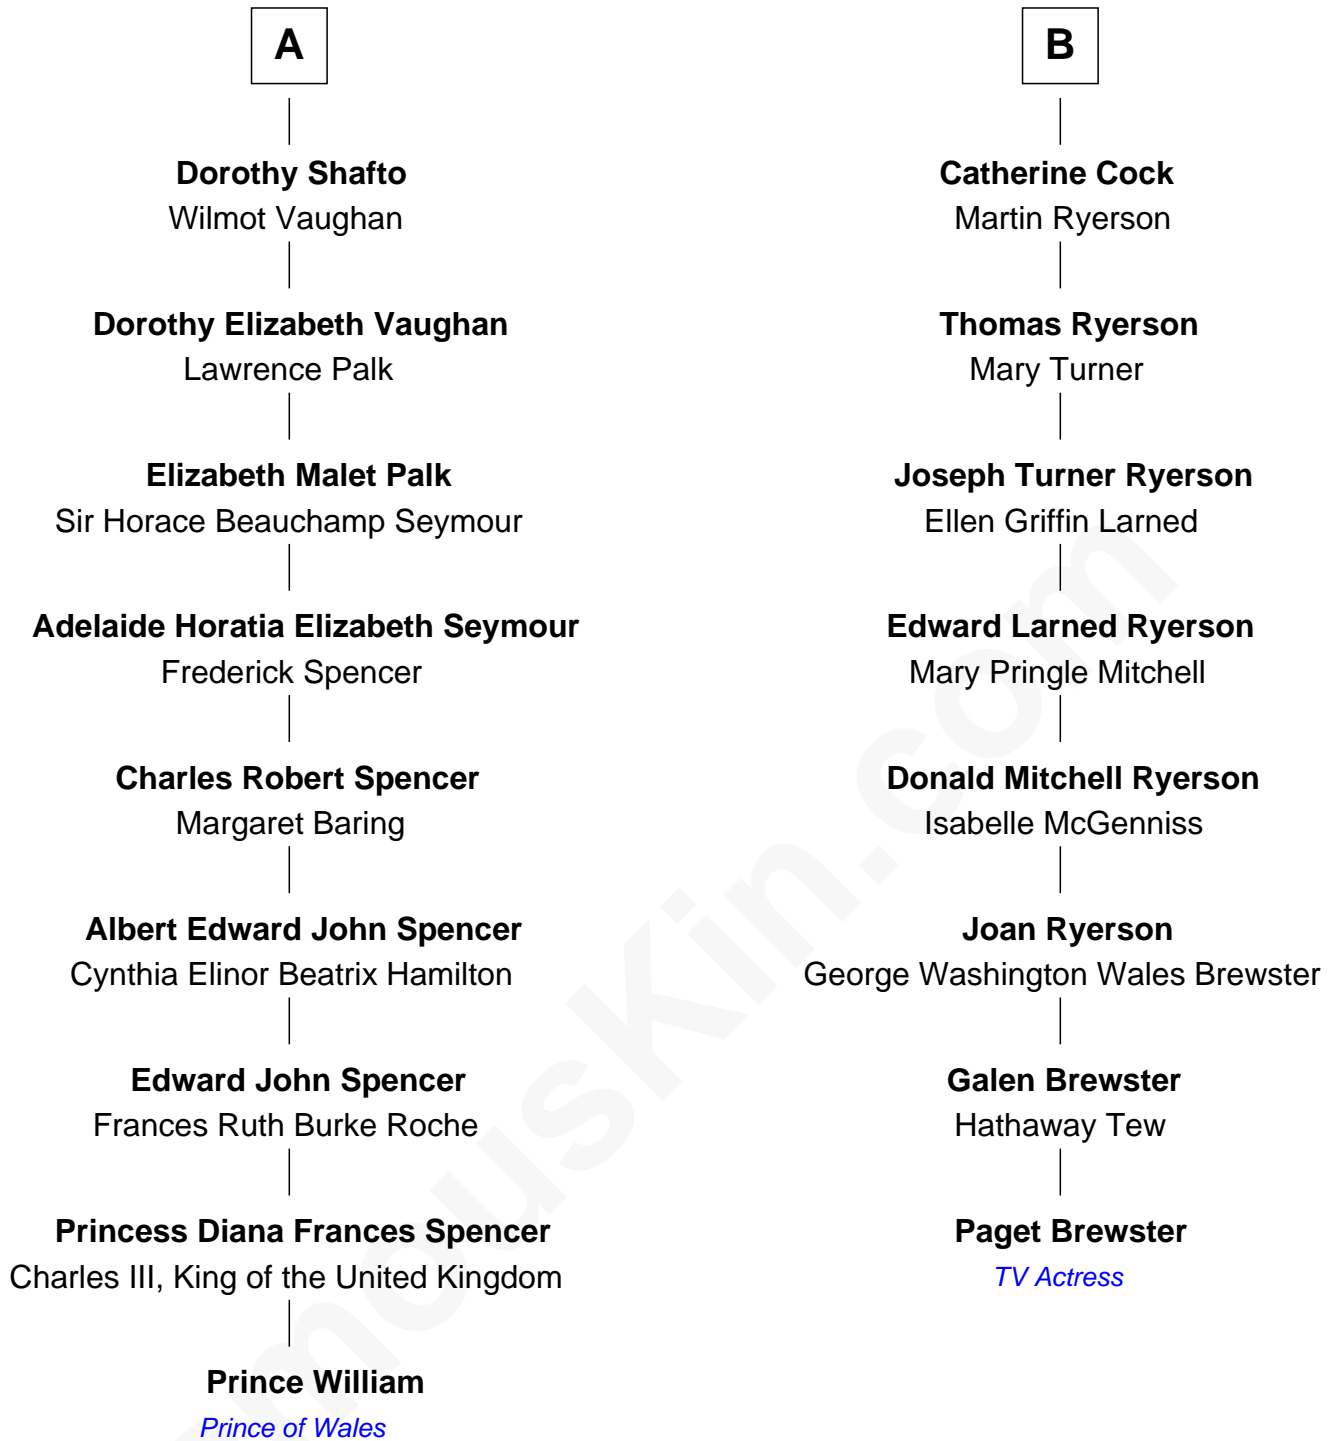 A
Dorothy Shafto
Wilmot Vaughan
Dorothy Elizabeth Vaughan
Lawrence Palk
Elizabeth Malet Palk
Sir Horace Beauchamp Seymour
Adelaide Horatia Elizabeth Seymour
Frederick Spencer
Charles Robert Spencer
Margaret Baring
Albert Edward John Spencer
Cynthia Elinor Beatrix Hamilton
Edward John Spencer
Frances Ruth Burke Roche
Princess Diana Frances Spencer
Charles III, King of the United Kingdom
Prince William
Prince of Wales
B
Catherine Cock
Martin Ryerson
Thomas Ryerson
Mary Turner
Joseph Turner Ryerson
Ellen Griffin Larned
Edward Larned Ryerson
Mary Pringle Mitchell
Donald Mitchell Ryerson
Isabelle McGenniss
Joan Ryerson
George Washington Wales Brewster
Galen Brewster
Hathaway Tew
Paget Brewster
TV Actress
mousKin.com